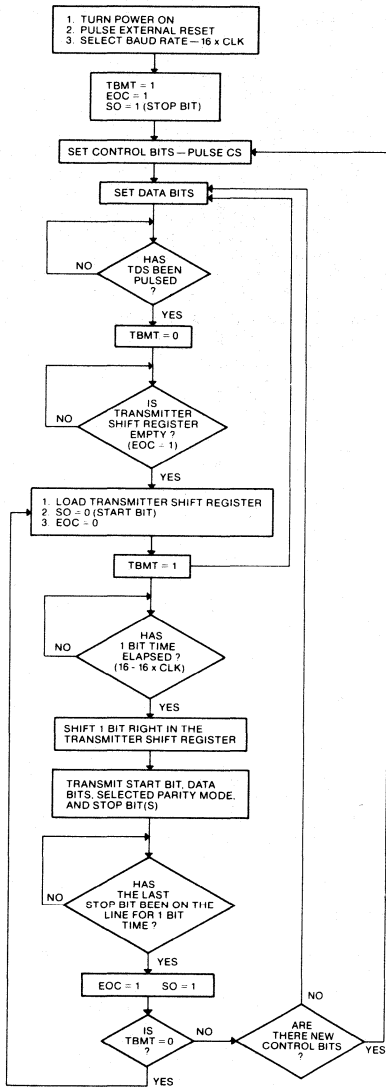 1. TURN POWER ON
2. PULSE EXTERNAL RESET
3. SELECT BAUD RATE — 16 x CLK
TBMT = 1
EOC = 1
SO = 1 (STOP BIT)
SET CONTROL BITS — PULSE CS
SET DATA BITS
HAS
TDS BEEN
PULSED
?
NO
YES
TBMT = 0
IS
TRANSMITTER
SHIFT REGISTER
EMPTY ?
(EOC = 1)
NO
YES
1. LOAD TRANSMITTER SHIFT REGISTER
2. SO = 0 (START BIT)
3. EOC = 0
TBMT = 1
HAS
1 BIT TIME
ELAPSED ?
(16 - 16 x CLK)
NO
YES
SHIFT 1 BIT RIGHT IN THE
TRANSMITTER SHIFT REGISTER
TRANSMIT START BIT, DATA
BITS, SELECTED PARITY MODE,
AND STOP BIT(S)
HAS
THE LAST
STOP BIT BEEN ON THE
LINE FOR 1 BIT
TIME ?
NO
YES
EOC = 1 SO = 1
IS
TBMT = 0
?
NO
YES
ARE
THERE NEW
CONTROL BITS
?
NO
YES